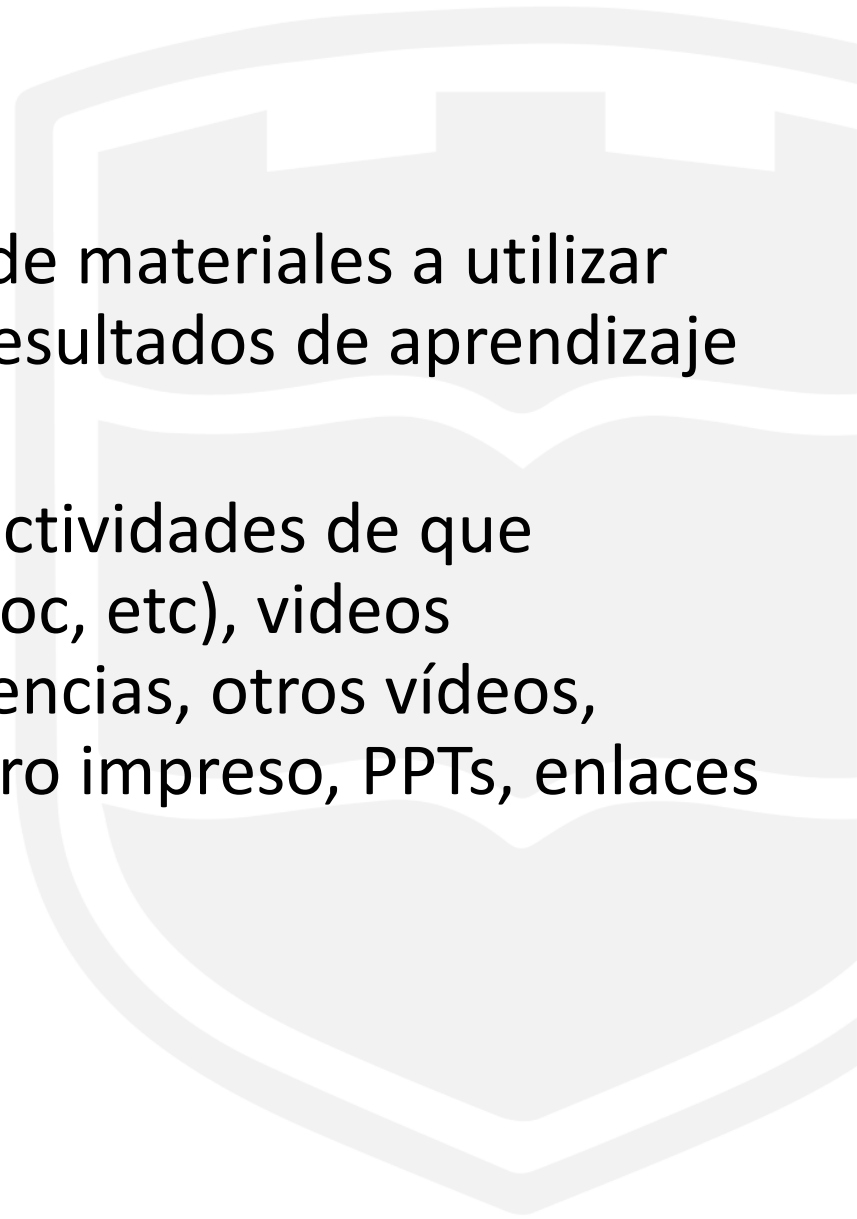 de materiales a utilizar
esultados de aprendizaje
ctividades de que
oc, etc), videos
encias, otros vídeos,
ro impreso, PPTs, enlaces